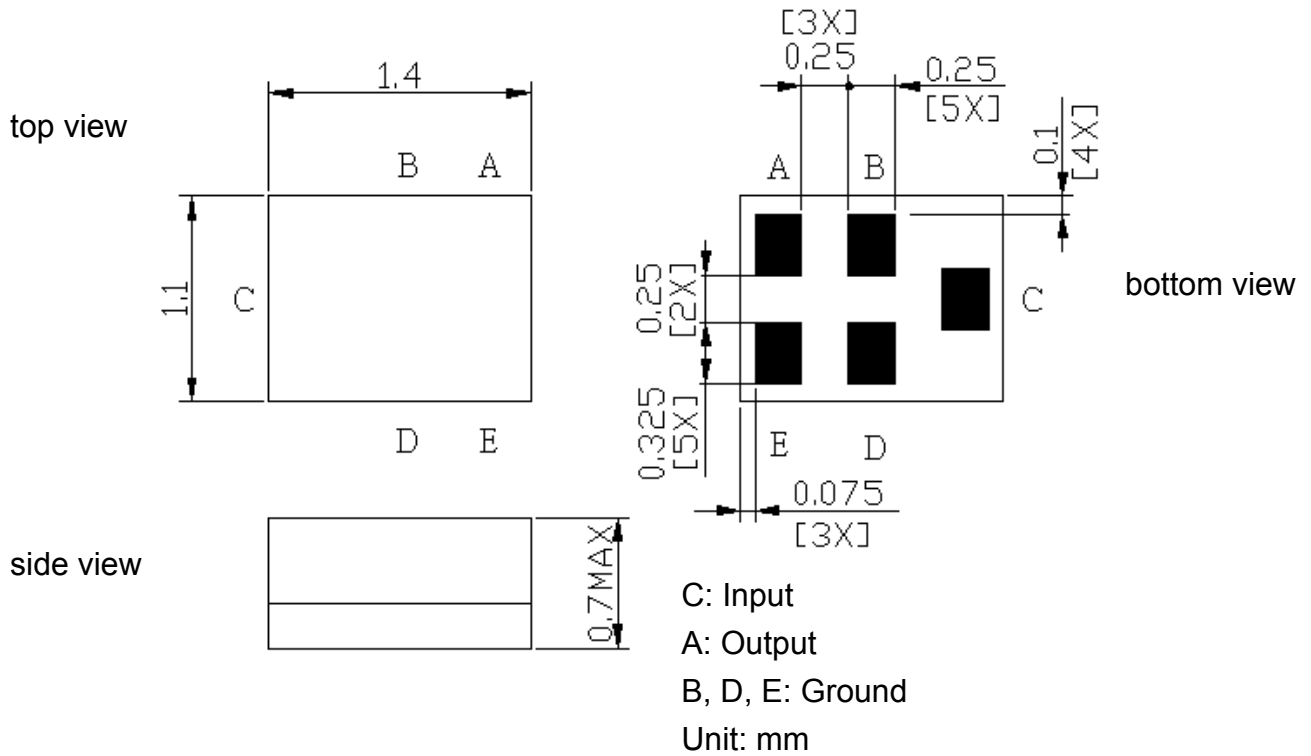 top view
1.4
B A
1.1
C
D E
side view
0.7MAX
[3X]
0.25
0.25
[5X]
0.1
[4X]
A B
0.25
[2X]
C
bottom view
0.325
[5X]
E D
0.075
[3X]
C: Input
A: Output
B, D, E: Ground
Unit: mm